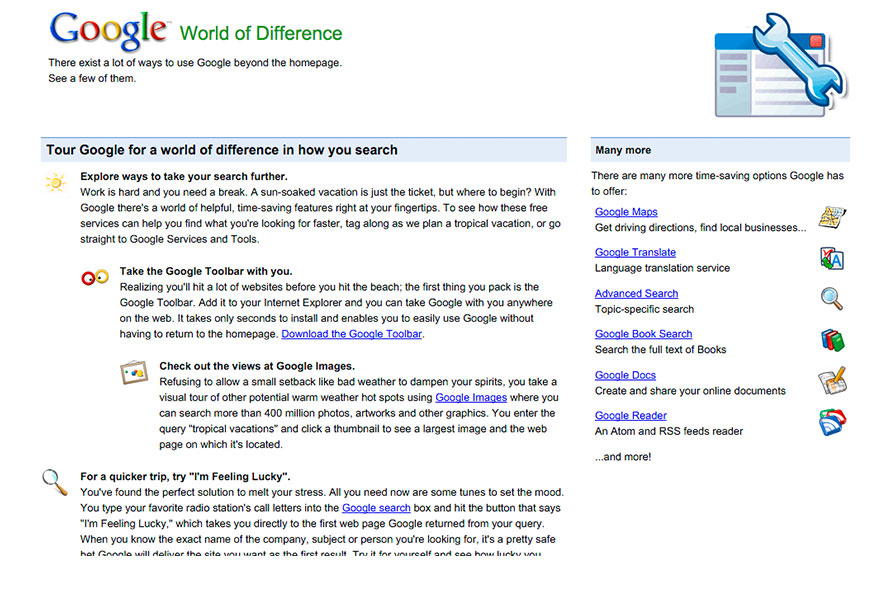 Google™ World of Difference
There exist a lot of ways to use Google beyond the homepage.
See a few of them.
Tour Google for a world of difference in how you search
Explore ways to take your search further.
Work is hard and you need a break. A sun-soaked vacation is just the ticket, but where to begin? With
Google there's a world of helpful, time-saving features right at your fingertips. To see how these free
services can help you find what you're looking for faster, tag along as we plan a tropical vacation, or go
straight to Google Services and Tools.
Take the Google Toolbar with you.
Realizing you'll hit a lot of websites before you hit the beach; the first thing you pack is the
Google Toolbar. Add it to your Internet Explorer and you can take Google with you anywhere
on the web. It takes only seconds to install and enables you to easily use Google without
having to return to the homepage. Download the Google Toolbar.
Check out the views at Google Images.
Refusing to allow a small setback like bad weather to dampen your spirits, you take a
visual tour of other potential warm weather hot spots using Google Images where you
can search more than 400 million photos, artworks and other graphics. You enter the
query "tropical vacations" and click a thumbnail to see a largest image and the web
page on which it's located.
For a quicker trip, try "I'm Feeling Lucky".
You've found the perfect solution to melt your stress. All you need now are some tunes to set the mood.
You type your favorite radio station's call letters into the Google search box and hit the button that says
"I'm Feeling Lucky," which takes you directly to the first web page Google returned from your query.
When you know the exact name of the company, subject or person you're looking for, it's a pretty safe
bet Google will deliver the site you want as the first result. Try it for yourself and see how lucky you
Many more
There are many more time-saving options Google has
to offer:
Google Maps
Get driving directions, find local businesses...
Google Translate
Language translation service
Advanced Search
Topic-specific search
Google Book Search
Search the full text of Books
Google Docs
Create and share your online documents
Google Reader
An Atom and RSS feeds reader
...and more!